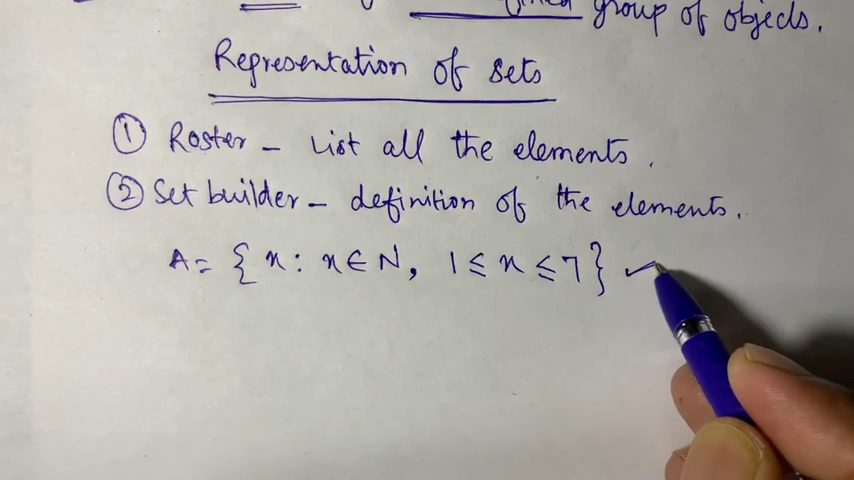 group of objects.
Representation of sets
① Roster - List all the elements.
② Set builder - definition of the elements.
A = {x : x ∈ N, 1 ≤ x ≤ 7} ✓